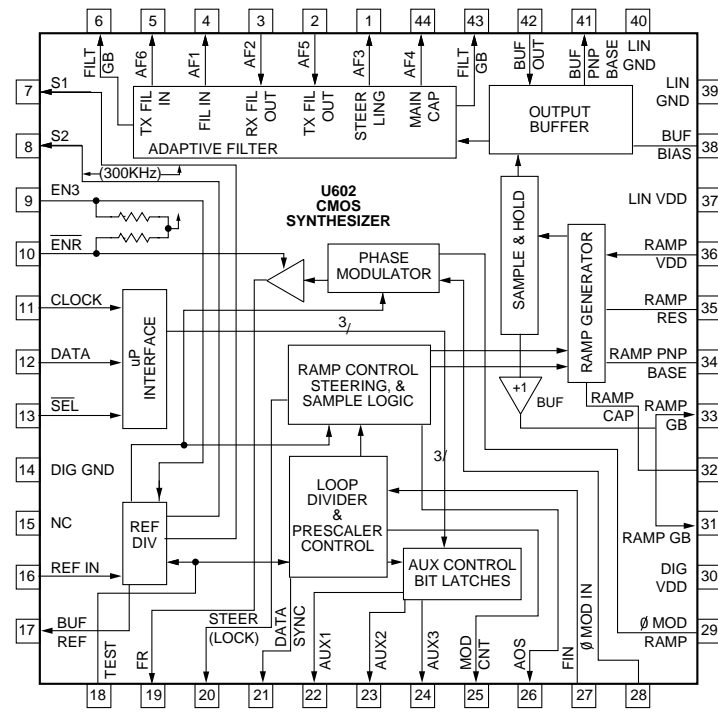 6 5 4 3 2 1 44 43 42 41 40
FILT GB
AF6
AF1
AF2
AF5
AF3
AF4
FILT GB
BUF OUT
BUF PNP BASE
LIN GND
TX FIL IN
FIL IN
RX FIL OUT
TX FIL OUT
STEER LING
MAIN CAP
ADAPTIVE FILTER
OUTPUT
BUFFER
7 S1
LIN
GND 39
8 S2
BUF
BIAS 38
(300KHz)
U602
CMOS
SYNTHESIZER
9 EN3
LIN VDD 37
SAMPLE & HOLD
RAMP GENERATOR
10 ENR
PHASE
MODULATOR
RAMP
VDD 36
11 CLOCK
RAMP
RES 35
uP
INTERFACE
3/
12 DATA
RAMP CONTROL
STEERING, &
SAMPLE LOGIC
RAMP PNP
BASE 34
+1
BUF
13 SEL
RAMP
CAP
RAMP
GB 33
3/
14 DIG GND
32
LOOP
DIVIDER
&
PRESCALER
CONTROL
REF
DIV
15 NC
RAMP GB 31
16 REF IN
AUX CONTROL
BIT LATCHES
DIG
VDD 30
17 BUF
REF
STEER
(LOCK)
Ø MOD
RAMP 29
TEST
FR
DATA SYNC
AUX1
AUX2
AUX3
MOD CNT
AOS
FIN
Ø MOD IN
18 19 20 21 22 23 24 25 26 27 28